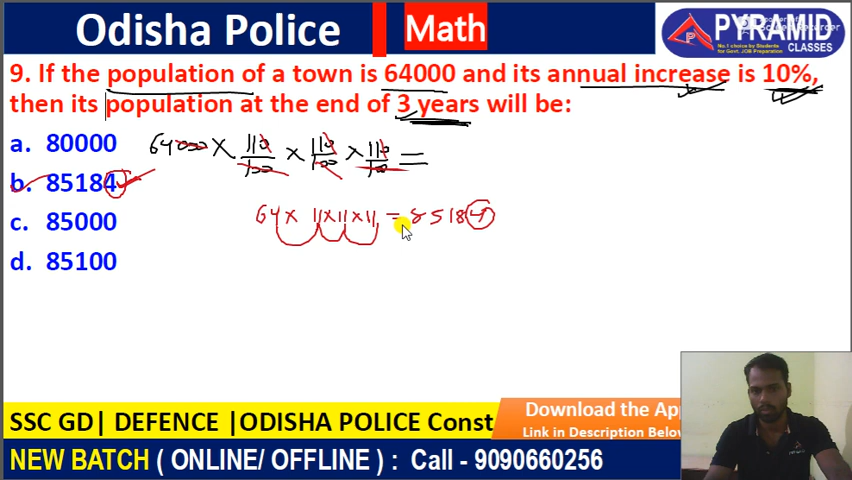 Odisha Police Math
PYRAMID
No.1 choice by Students
for Govt. JOB Preparation
CLASSES
9. If the population of a town is 64000 and its annual increase is 10%,
then its population at the end of 3 years will be:
a. 80000
64000 × 110/100 × 110/100 × 110/100 =
b. 85184
64 × 11 × 11 × 11 = 85184
c. 85000
d. 85100
SSC GD| DEFENCE |ODISHA POLICE Const
Download the Ap
Link in Description Below
NEW BATCH ( ONLINE/ OFFLINE ) : Call - 9090660256